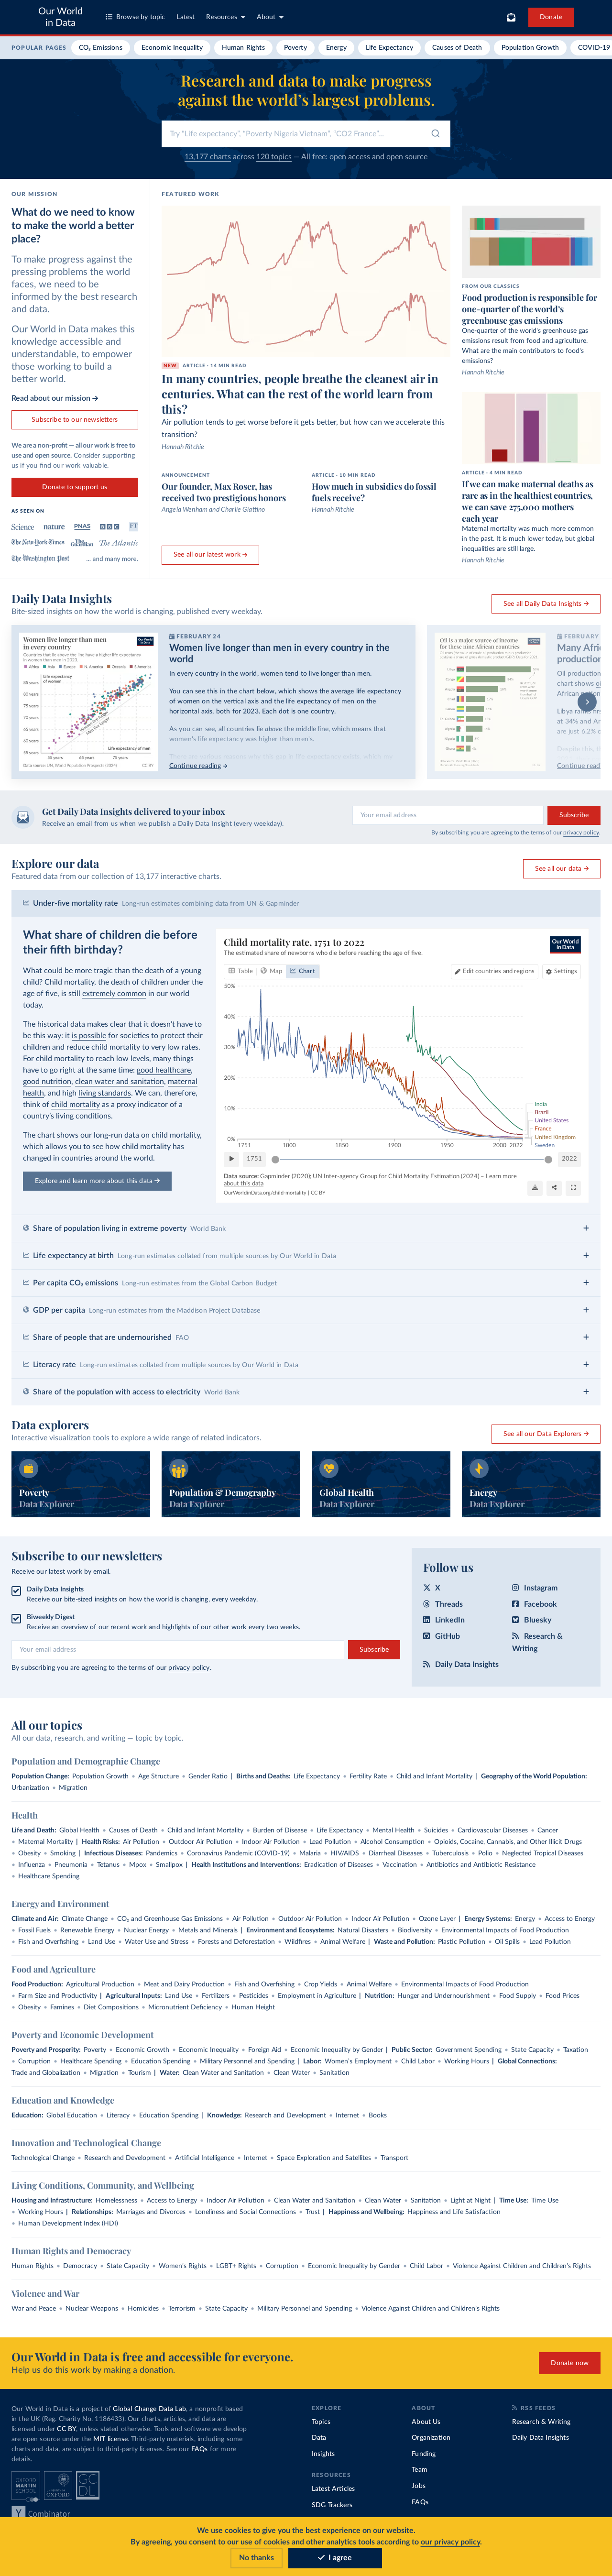 Our World
in Data
Browse by topic
Latest
Resources
About
Donate
POPULAR PAGES
CO₂ Emissions
Economic Inequality
Human Rights
Poverty
Energy
Life Expectancy
Causes of Death
Population Growth
COVID-19
Research and data to make progress
against the world's largest problems.
Try "Life expectancy", "Poverty Nigeria Vietnam", "CO2 France"...
13,177 charts across 120 topics — All free: open access and open source
OUR MISSION
What do we need to know
to make the world a better
place?
To make progress against the
pressing problems the world
faces, we need to be
informed by the best research
and data.
Our World in Data makes this
knowledge accessible and
understandable, to empower
those working to build a
better world.
Read about our mission →
Subscribe to our newsletters
We are a non-profit — all our work is free to
use and open source. Consider supporting
us if you find our work valuable.
Donate to support us
AS SEEN ON
Science
nature
PNAS
BBC
FT
The New York Times
The Guardian
The Atlantic
The Washington Post
... and many more.
FEATURED WORK
NEW ARTICLE • 14 MIN READ
In many countries, people breathe the cleanest air in
centuries. What can the rest of the world learn from
this?
Air pollution tends to get worse before it gets better, but how can we accelerate this
transition?
Hannah Ritchie
ANNOUNCEMENT
Our founder, Max Roser, has
received two prestigious honors
Angela Wenham and Charlie Giattino
ARTICLE • 10 MIN READ
How much in subsidies do fossil
fuels receive?
Hannah Ritchie
See all our latest work →
FROM OUR CLASSICS
Food production is responsible for
one-quarter of the world's
greenhouse gas emissions
One-quarter of the world's greenhouse gas
emissions result from food and agriculture.
What are the main contributors to food's
emissions?
Hannah Ritchie
ARTICLE • 4 MIN READ
If we can make maternal deaths as
rare as in the healthiest countries,
we can save 275,000 mothers
each year
Maternal mortality was much more common
in the past. It is much lower today, but global
inequalities are still large.
Hannah Ritchie
Daily Data Insights
Bite-sized insights on how the world is changing, published every weekday.
See all Daily Data Insights →
Women live longer than men
in every country
Our World
in Data
Life expectancy
of women
Life expectancy of men
FEBRUARY 24
Women live longer than men in every country in the
world
In every country in the world, women tend to live longer than men.
You can see this in the chart below, which shows the average life expectancy
of women on the vertical axis and the life expectancy of men on the
horizontal axis, both for 2023. Each dot is one country.
As you can see, all countries lie above the middle line, which means that
women's life expectancy was higher than men's.
Continue reading →
Oil is a major source of income
for these nine African countries
FEBRUARY
Many Afric
production
Oil production
chart shows oi
African nation
Libya ranks
at 34% and An
are just 6.2% o
Continue read
Get Daily Data Insights delivered to your inbox
Receive an email from us when we publish a Daily Data Insight (every weekday).
Your email address
Subscribe
By subscribing you are agreeing to the terms of our privacy policy.
Explore our data
Featured data from our collection of 13,177 interactive charts.
See all our data →
Under-five mortality rate Long-run estimates combining data from UN & Gapminder
What share of children die before
their fifth birthday?
What could be more tragic than the death of a young
child? Child mortality, the death of children under the
age of five, is still extremely common in our world
today.
The historical data makes clear that it doesn't have to
be this way: it is possible for societies to protect their
children and reduce child mortality to very low rates.
For child mortality to reach low levels, many things
have to go right at the same time: good healthcare,
good nutrition, clean water and sanitation, maternal
health, and high living standards. We can, therefore,
think of child mortality as a proxy indicator of a
country's living conditions.
The chart shows our long-run data on child mortality,
which allows you to see how child mortality has
changed in countries around the world.
Explore and learn more about this data →
Child mortality rate, 1751 to 2022
The estimated share of newborns who die before reaching the age of five.
Our World
in Data
Table
Map
Chart
Edit countries and regions
Settings
50%
40%
30%
20%
10%
0%
1751
1800
1850
1900
1950
2000
2022
India
Brazil
United States
France
United Kingdom
Sweden
1751
2022
Data source: Gapminder (2020); UN Inter-agency Group for Child Mortality Estimation (2024) – Learn more
about this data
OurWorldinData.org/child-mortality | CC BY
Share of population living in extreme poverty World Bank
Life expectancy at birth Long-run estimates collated from multiple sources by Our World in Data
Per capita CO₂ emissions Long-run estimates from the Global Carbon Budget
GDP per capita Long-run estimates from the Maddison Project Database
Share of people that are undernourished FAO
Literacy rate Long-run estimates collated from multiple sources by Our World in Data
Share of the population with access to electricity World Bank
Data explorers
Interactive visualization tools to explore a wide range of related indicators.
See all our Data Explorers →
Poverty
Data Explorer
Population & Demography
Data Explorer
Global Health
Data Explorer
Energy
Data Explorer
Subscribe to our newsletters
Receive our latest work by email.
Daily Data Insights
Receive our bite-sized insights on how the world is changing, every weekday.
Biweekly Digest
Receive an overview of our recent work and highlights of our other work every two weeks.
Your email address
Subscribe
By subscribing you are agreeing to the terms of our privacy policy.
Follow us
X
Instagram
Threads
Facebook
LinkedIn
Bluesky
GitHub
Research &
Writing
Daily Data Insights
All our topics
All our data, research, and writing — topic by topic.
Population and Demographic Change
Population Change: Population Growth • Age Structure • Gender Ratio | Births and Deaths: Life Expectancy • Fertility Rate • Child and Infant Mortality | Geography of the World Population:
Urbanization • Migration
Health
Life and Death: Global Health • Causes of Death • Child and Infant Mortality • Burden of Disease • Life Expectancy • Mental Health • Suicides • Cardiovascular Diseases • Cancer
• Maternal Mortality | Health Risks: Air Pollution • Outdoor Air Pollution • Indoor Air Pollution • Lead Pollution • Alcohol Consumption • Opioids, Cocaine, Cannabis, and Other Illicit Drugs
• Obesity • Smoking | Infectious Diseases: Pandemics • Coronavirus Pandemic (COVID-19) • Malaria • HIV/AIDS • Diarrheal Diseases • Tuberculosis • Polio • Neglected Tropical Diseases
• Influenza • Pneumonia • Tetanus • Mpox • Smallpox | Health Institutions and Interventions: Eradication of Diseases • Vaccination • Antibiotics and Antibiotic Resistance
• Healthcare Spending
Energy and Environment
Climate and Air: Climate Change • CO₂ and Greenhouse Gas Emissions • Air Pollution • Outdoor Air Pollution • Indoor Air Pollution • Ozone Layer | Energy Systems: Energy • Access to Energy
• Fossil Fuels • Renewable Energy • Nuclear Energy • Metals and Minerals | Environment and Ecosystems: Natural Disasters • Biodiversity • Environmental Impacts of Food Production
• Fish and Overfishing • Land Use • Water Use and Stress • Forests and Deforestation • Wildfires • Animal Welfare | Waste and Pollution: Plastic Pollution • Oil Spills • Lead Pollution
Food and Agriculture
Food Production: Agricultural Production • Meat and Dairy Production • Fish and Overfishing • Crop Yields • Animal Welfare • Environmental Impacts of Food Production
• Farm Size and Productivity | Agricultural Inputs: Land Use • Fertilizers • Pesticides • Employment in Agriculture | Nutrition: Hunger and Undernourishment • Food Supply • Food Prices
• Obesity • Famines • Diet Compositions • Micronutrient Deficiency • Human Height
Poverty and Economic Development
Poverty and Prosperity: Poverty • Economic Growth • Economic Inequality • Foreign Aid • Economic Inequality by Gender | Public Sector: Government Spending • State Capacity • Taxation
• Corruption • Healthcare Spending • Education Spending • Military Personnel and Spending | Labor: Women's Employment • Child Labor • Working Hours | Global Connections:
Trade and Globalization • Migration • Tourism | Water: Clean Water and Sanitation • Clean Water • Sanitation
Education and Knowledge
Education: Global Education • Literacy • Education Spending | Knowledge: Research and Development • Internet • Books
Innovation and Technological Change
Technological Change • Research and Development • Artificial Intelligence • Internet • Space Exploration and Satellites • Transport
Living Conditions, Community, and Wellbeing
Housing and Infrastructure: Homelessness • Access to Energy • Indoor Air Pollution • Clean Water and Sanitation • Clean Water • Sanitation • Light at Night | Time Use: Time Use
• Working Hours | Relationships: Marriages and Divorces • Loneliness and Social Connections • Trust | Happiness and Wellbeing: Happiness and Life Satisfaction
• Human Development Index (HDI)
Human Rights and Democracy
Human Rights • Democracy • State Capacity • Women's Rights • LGBT+ Rights • Corruption • Economic Inequality by Gender • Child Labor • Violence Against Children and Children's Rights
Violence and War
War and Peace • Nuclear Weapons • Homicides • Terrorism • State Capacity • Military Personnel and Spending • Violence Against Children and Children's Rights
Our World in Data is free and accessible for everyone.
Help us do this work by making a donation.
Donate now
Our World in Data is a project of Global Change Data Lab, a nonprofit based
in the UK (Reg. Charity No. 1186433). Our charts, articles, and data are
licensed under CC BY, unless stated otherwise. Tools and software we develop
are open source under the MIT license. Third-party materials, including some
charts and data, are subject to third-party licenses. See our FAQs for more
details.
OXFORD
MARTIN
SCHOOL
UNIVERSITY OF
OXFORD
GC
DL
Y Combinator
EXPLORE
Topics
Data
Insights
RESOURCES
Latest Articles
SDG Trackers
ABOUT
About Us
Organization
Funding
Team
Jobs
FAQs
RSS FEEDS
Research & Writing
Daily Data Insights
We use cookies to give you the best experience on our website.
By agreeing, you consent to our use of cookies and other analytics tools according to our privacy policy.
No thanks
I agree